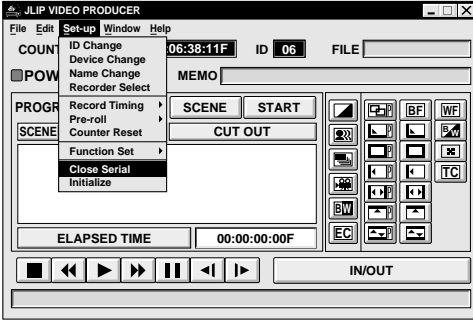 JLIP VIDEO PRODUCER
File Edit Set-up Window Help
COUNT 06:38:11F ID 06 FILE
ID Change
Device Change
Name Change
Recorder Select
POW MEMO
Record Timing
Pre-roll
Counter Reset
Function Set
Close Serial
Initialize
PROGR SCENE START
SCENE CUT OUT
ELAPSED TIME 00:00:00:00F
P BF WF
P B/W
P
P TC
P
BW P
EC P
IN/OUT